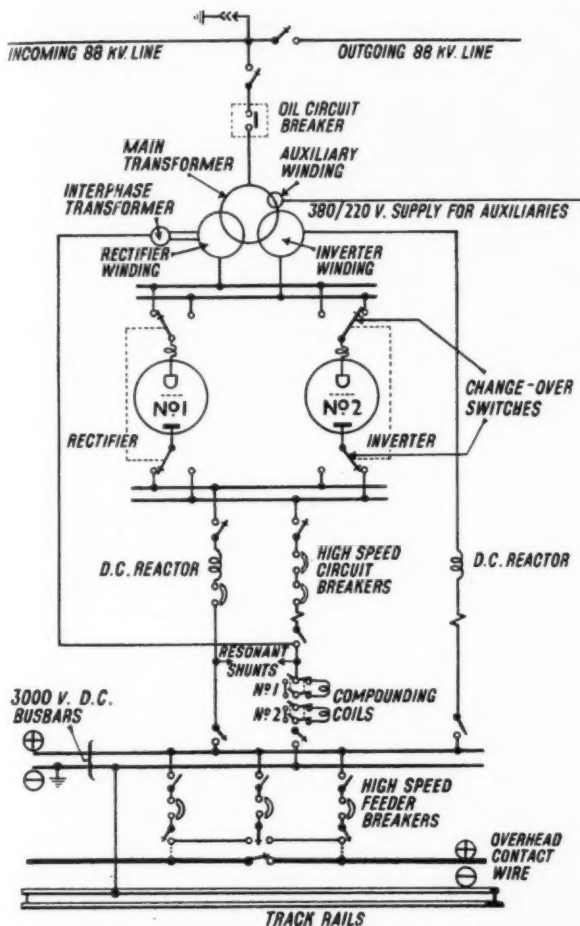 INCOMING 88 KV. LINE
OUTGOING 88 KV. LINE
OIL CIRCUIT
BREAKER
MAIN
TRANSFORMER
AUXILIARY
WINDING
INTERPHASE
TRANSFORMER
380/220 V. SUPPLY FOR AUXILIARIES
RECTIFIER
WINDING
INVERTER
WINDING
Nº1
Nº2
CHANGE-OVER
SWITCHES
RECTIFIER
INVERTER
D.C. REACTOR
HIGH SPEED
CIRCUIT
BREAKERS
D.C. REACTOR
RESONANT
SHUNTS
Nº1
Nº2
COMPOUNDING
COILS
3000 V. D.C.
BUSBARS
HIGH SPEED
FEEDER
BREAKERS
OVERHEAD
CONTACT
WIRE
TRACK RAILS